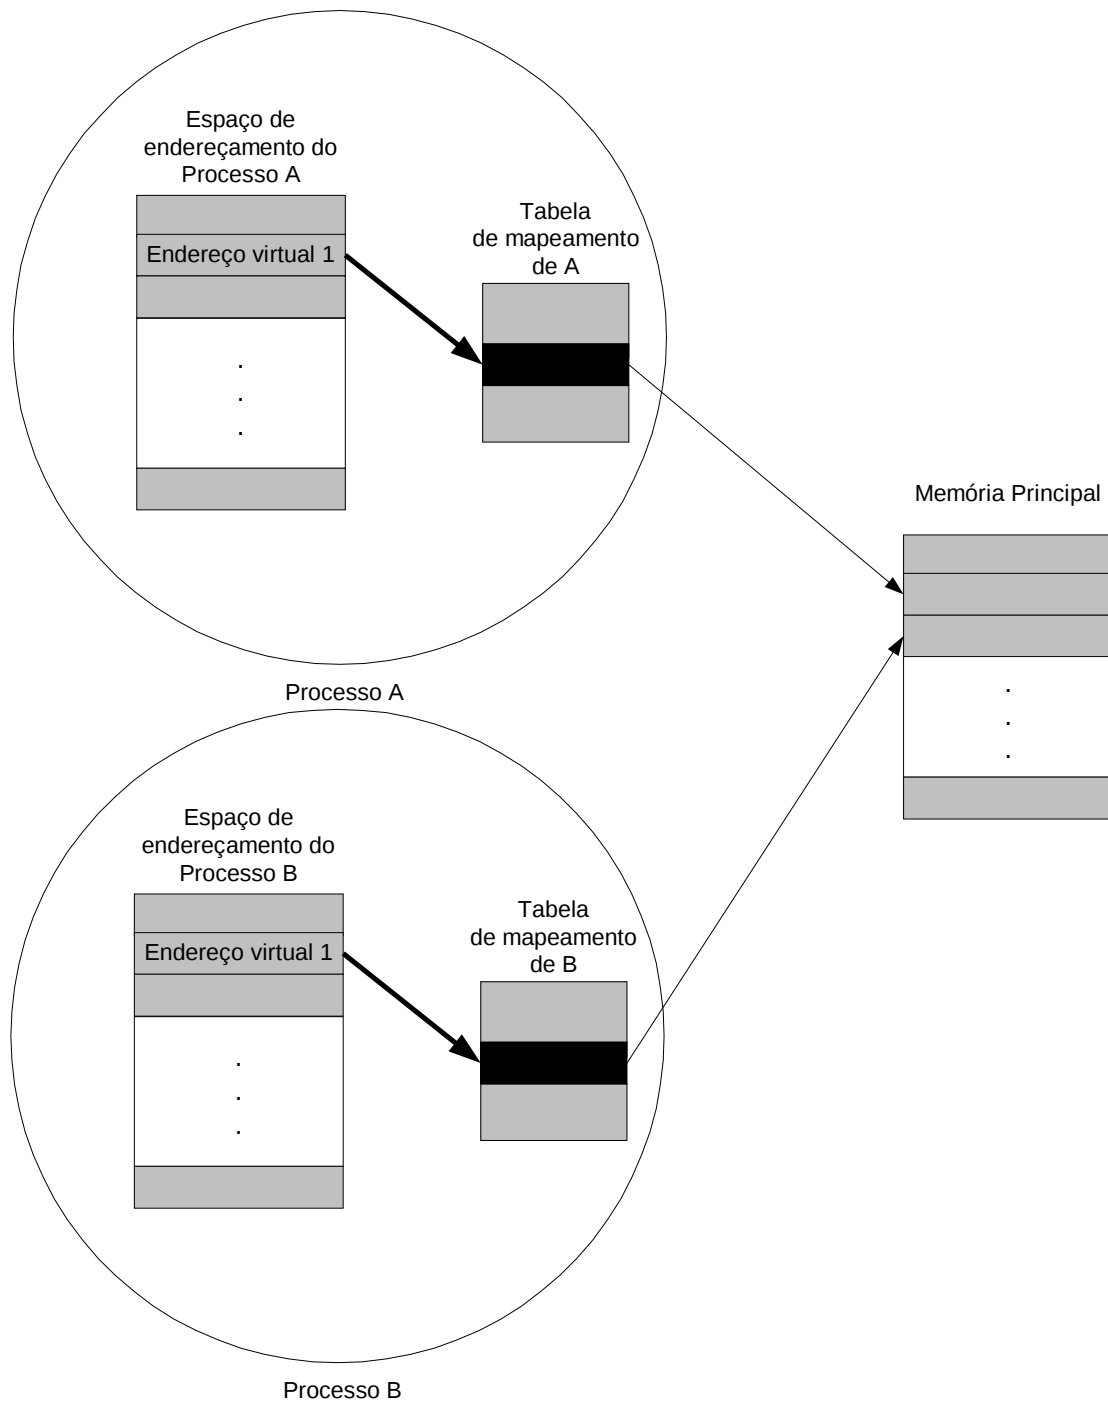 Espaço de
endereçamento do
Processo A
Endereço virtual 1
.
.
.
Tabela
de mapeamento
de A
Memória Principal
.
.
.
Processo A
Espaço de
endereçamento do
Processo B
Endereço virtual 1
.
.
.
Tabela
de mapeamento
de B
Processo B